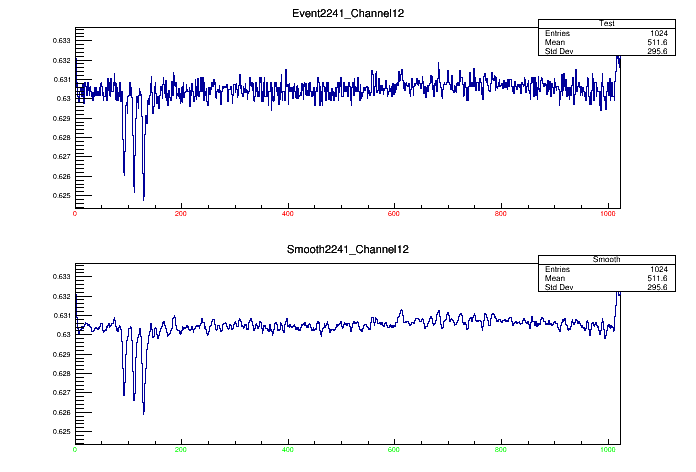 Event2241_Channel12
Test
Entries 1024
Mean 511.6
Std Dev 295.6
0.633
0.632
0.631
0.63
0.629
0.628
0.627
0.626
0.625
0 200 400 600 800 1000
Smooth2241_Channel12
Smooth
Entries 1024
Mean 511.6
Std Dev 295.6
0.633
0.632
0.631
0.63
0.629
0.628
0.627
0.626
0.625
0 200 400 600 800 1000